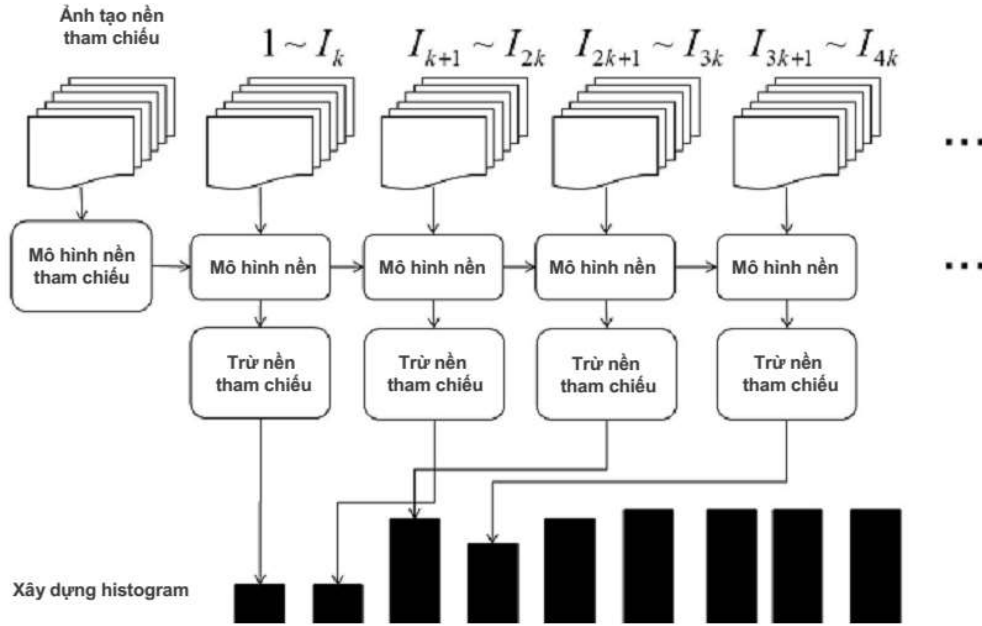 Ảnh tạo nền
tham chiếu
1 ~ I_k
I_{k+1} ~ I_{2k}
I_{2k+1} ~ I_{3k}
I_{3k+1} ~ I_{4k}
...
Mô hình nền
tham chiếu
Mô hình nền
Mô hình nền
Mô hình nền
Mô hình nền
...
Trừ nền
tham chiếu
Trừ nền
tham chiếu
Trừ nền
tham chiếu
Trừ nền
tham chiếu
Xây dựng histogram